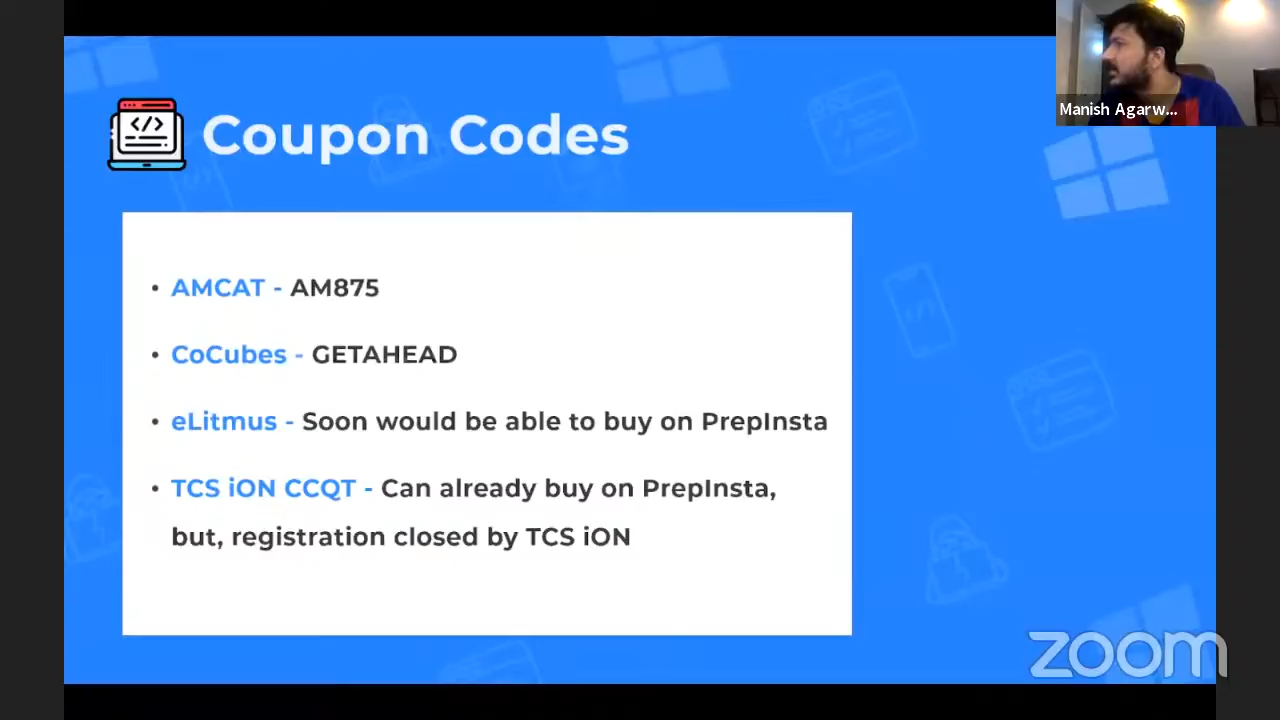 Manish Agarw...
</> Coupon Codes
• AMCAT - AM875
• CoCubes - GETAHEAD
• eLitmus - Soon would be able to buy on PrepInsta
• TCS iON CCQT - Can already buy on PrepInsta,
but, registration closed by TCS iON
zoom